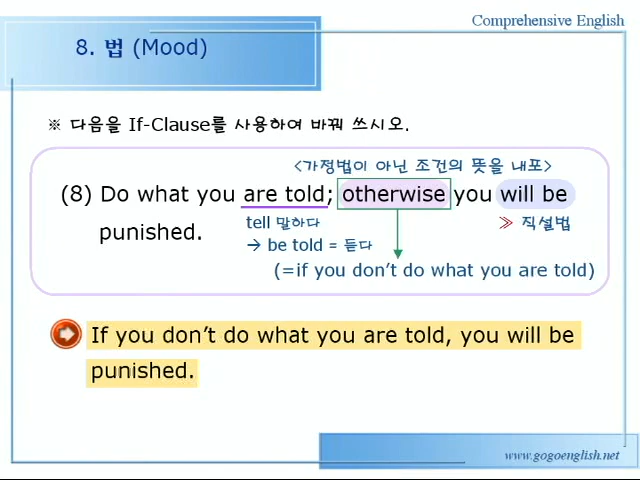 Comprehensive English
8. 법 (Mood)
※ 다음을 If-Clause를 사용하여 바꿔 쓰시오.
<가정법이 아닌 조건의 뜻을 내포>
(8) Do what you are told; otherwise you will be
tell 말하다
≫ 직설법
punished.
→ be told = 듣다
(=if you don't do what you are told)
If you don't do what you are told, you will be
punished.
www.gogoenglish.net